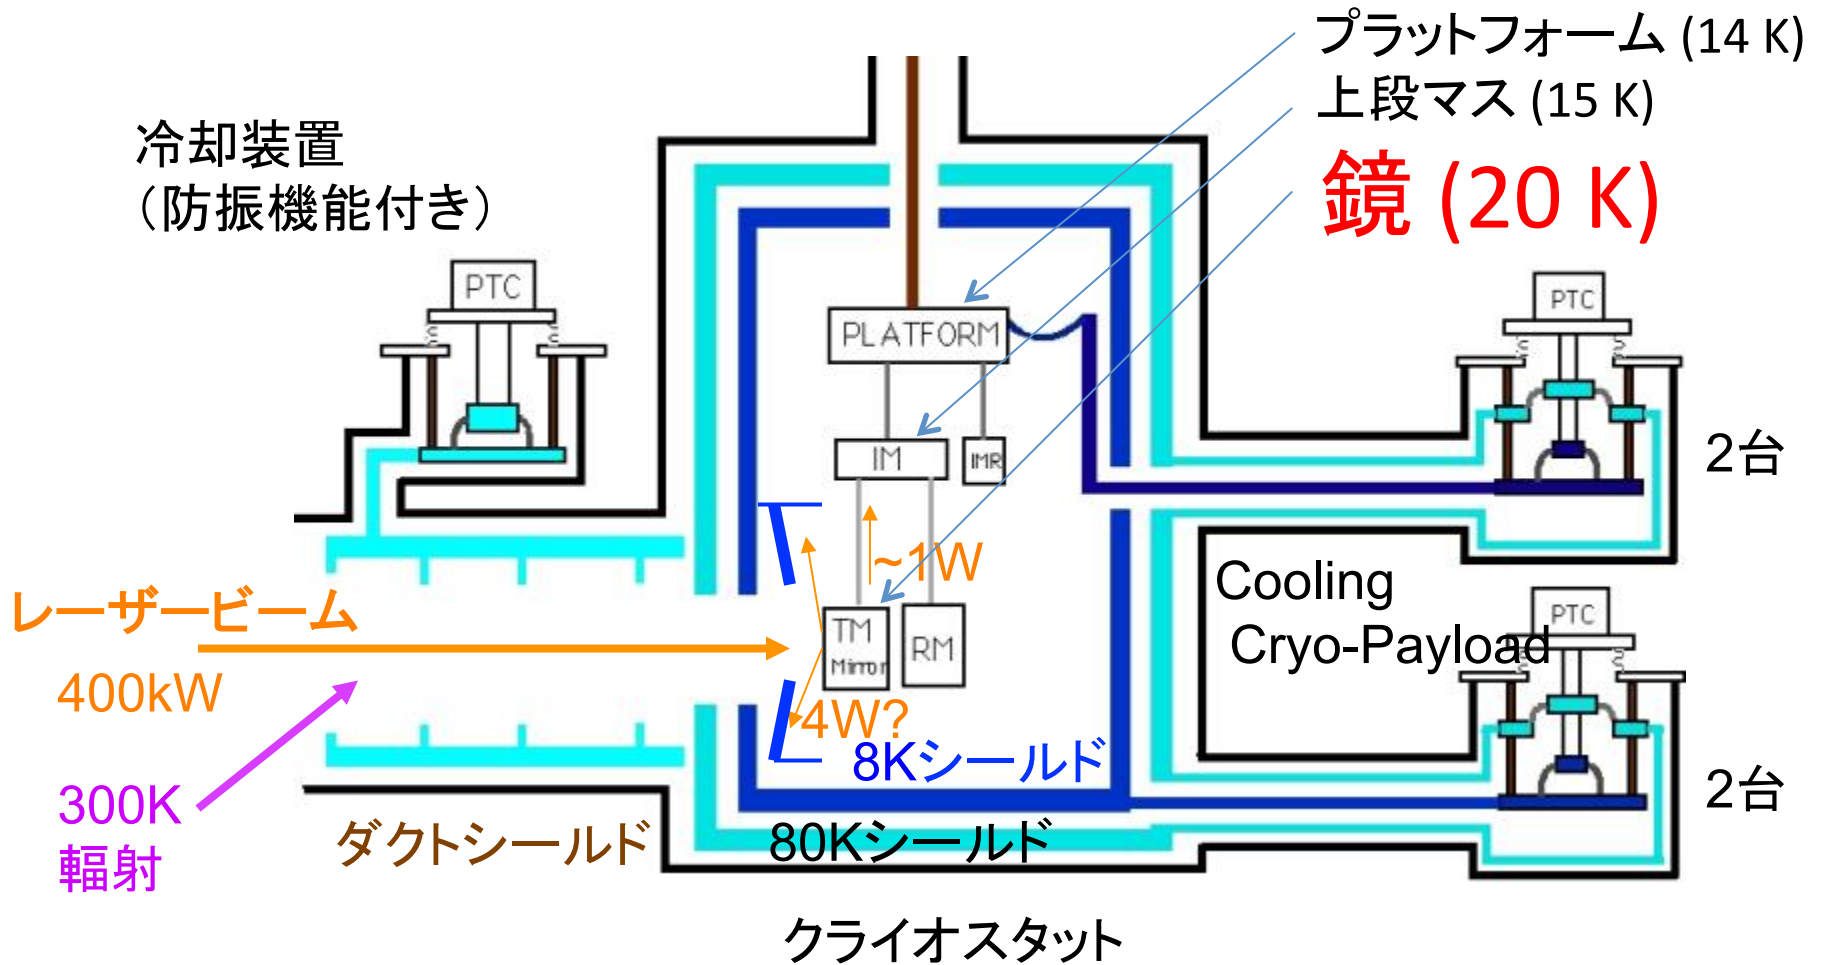 プラットフォーム (14 K)
上段マス (15 K)
鏡 (20 K)
冷却装置
（防振機能付き）
PTC
PTC
PLATFORM
IM
IMR
2台
~1W
Cooling
Cryo-Payload
レーザービーム
400kW
TM
Mirror
RM
PTC
4W?
8Kシールド
300K
輻射
ダクトシールド
80Kシールド
2台
クライオスタット